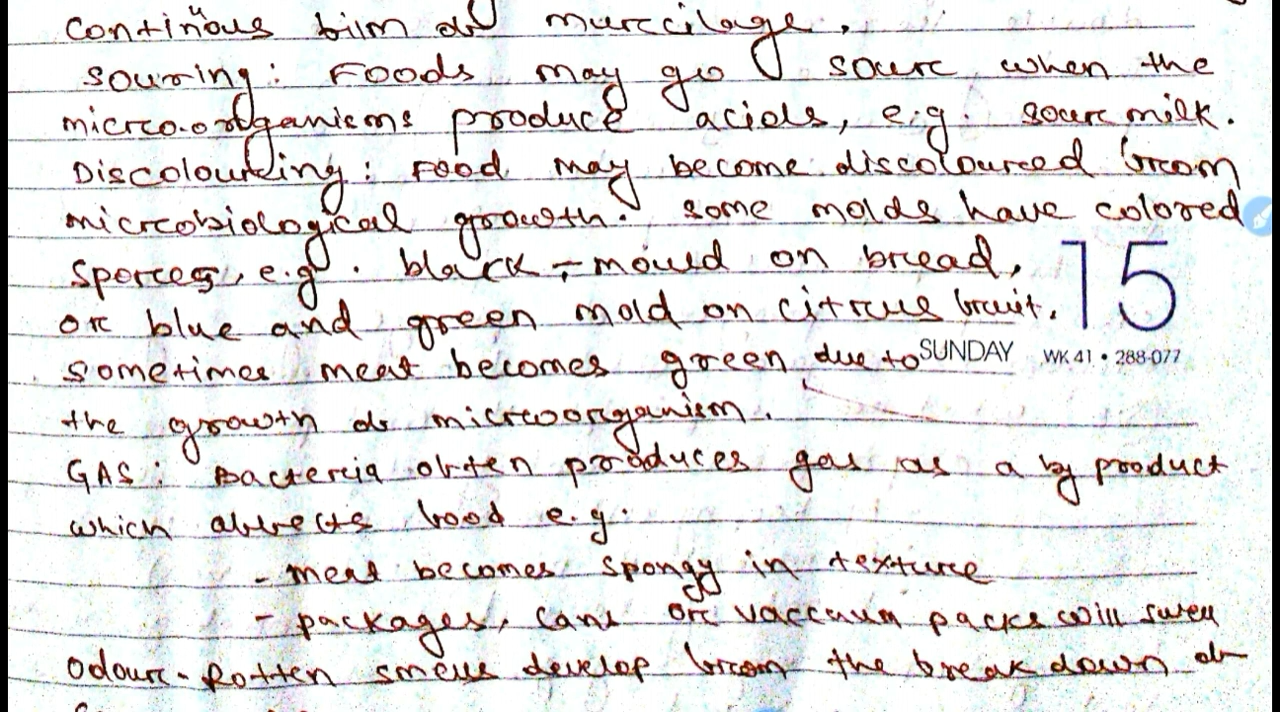 continous film of murcilage.
Souring: Foods may go sour when the
micro.organisms produce acids, e.g. sour milk.
Discolouring: Food may become discoloured from
microbiological growth. some molds have colored
spores, e.g. black-mould on bread,
or blue and green mold on citrus fruit.
15
sometimes meat becomes green due to
SUNDAY WK 41 • 288-077
the growth of microorganism.
GAS: Bacteria often produces gas as a by product
which affects food e.g.
- meat becomes spongy in texture
- packages, cans or vaccuum packs will swell
Odour- Rotten smells develop from the break down of